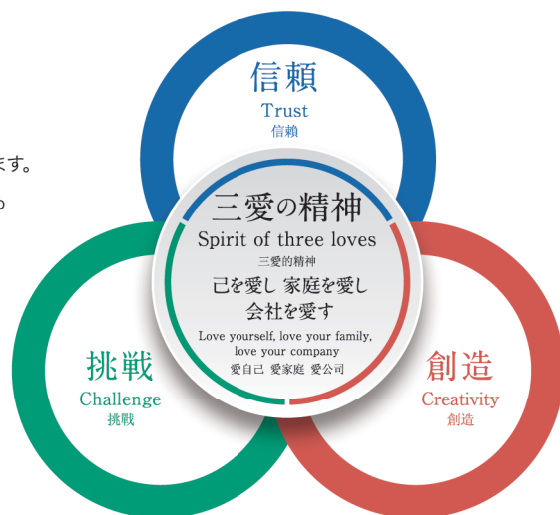 信頼
Trust
信賴
ます。
三愛の精神
Spirit of three loves
三愛的精神
己を愛し 家庭を愛し
会社を愛す
Love yourself, love your family,
love your company
愛自己 愛家庭 愛公司
挑戦
Challenge
挑戰
創造
Creativity
創造